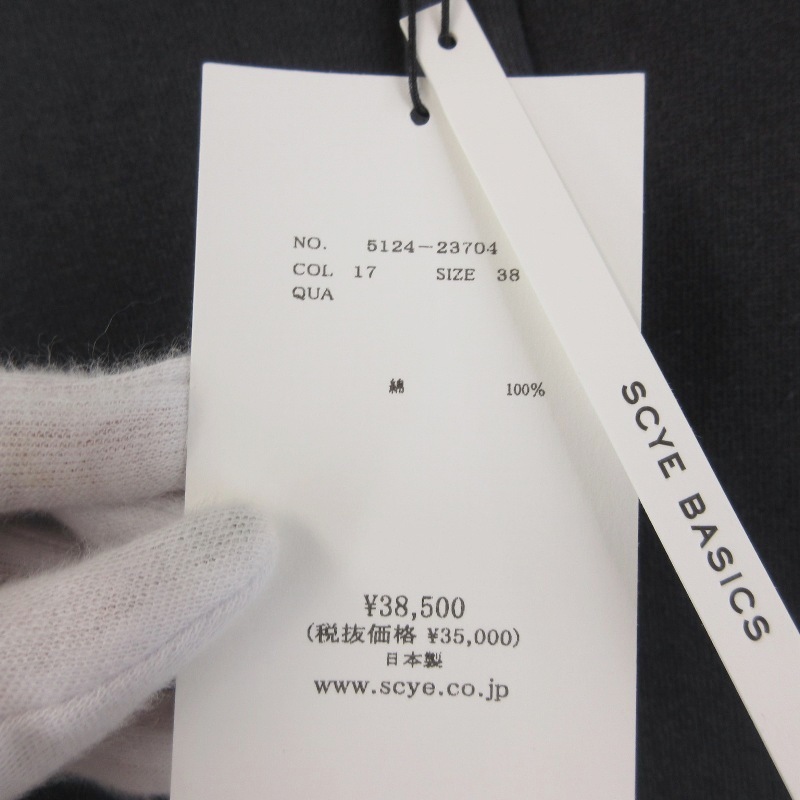 NO. 5124-23704
COL 17 SIZE 38
QUA
綿 100%
¥38,500
(税抜価格 ¥35,000)
日本製
www.scye.co.jp
SCYE BASICS